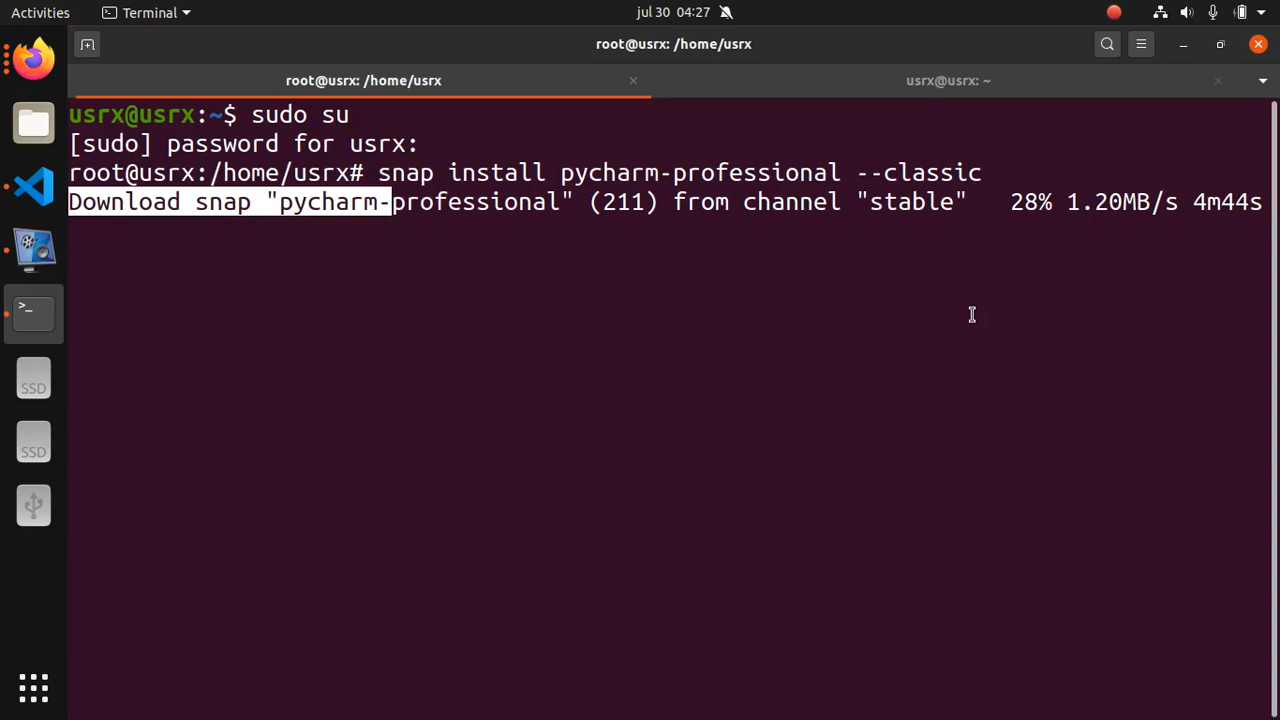 Activities
Terminal
jul 30 04:27
root@usrx: /home/usrx
root@usrx: /home/usrx
usrx@usrx: ~
usrx@usrx:~$ sudo su
[sudo] password for usrx:
root@usrx:/home/usrx# snap install pycharm-professional --classic
Download snap "pycharm-professional" (211) from channel "stable" 28% 1.20MB/s 4m44s
>_
SSD
SSD